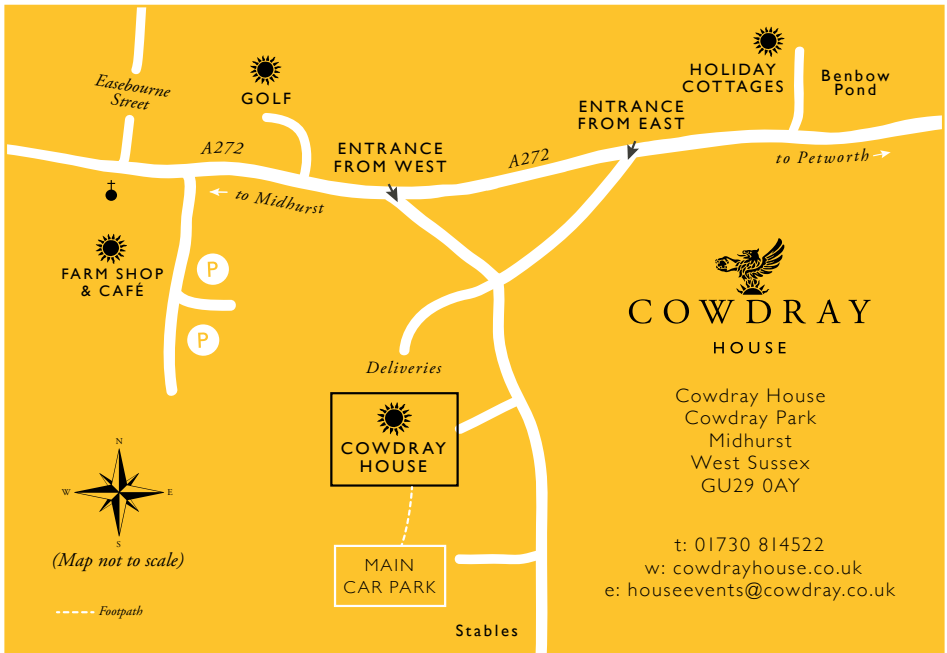 Easebourne
Street
GOLF
HOLIDAY
COTTAGES
Benbow
Pond
ENTRANCE
FROM EAST
A272
ENTRANCE
FROM WEST
A272
to Petworth
to Midhurst
FARM SHOP
& CAFÉ
P
P
COWDRAY
HOUSE
Deliveries
COWDRAY
HOUSE
Cowdray House
Cowdray Park
Midhurst
West Sussex
GU29 0AY
N
W
E
S
(Map not to scale)
Footpath
MAIN
CAR PARK
Stables
t: 01730 814522
w: cowdrayhouse.co.uk
e: houseevents@cowdray.co.uk